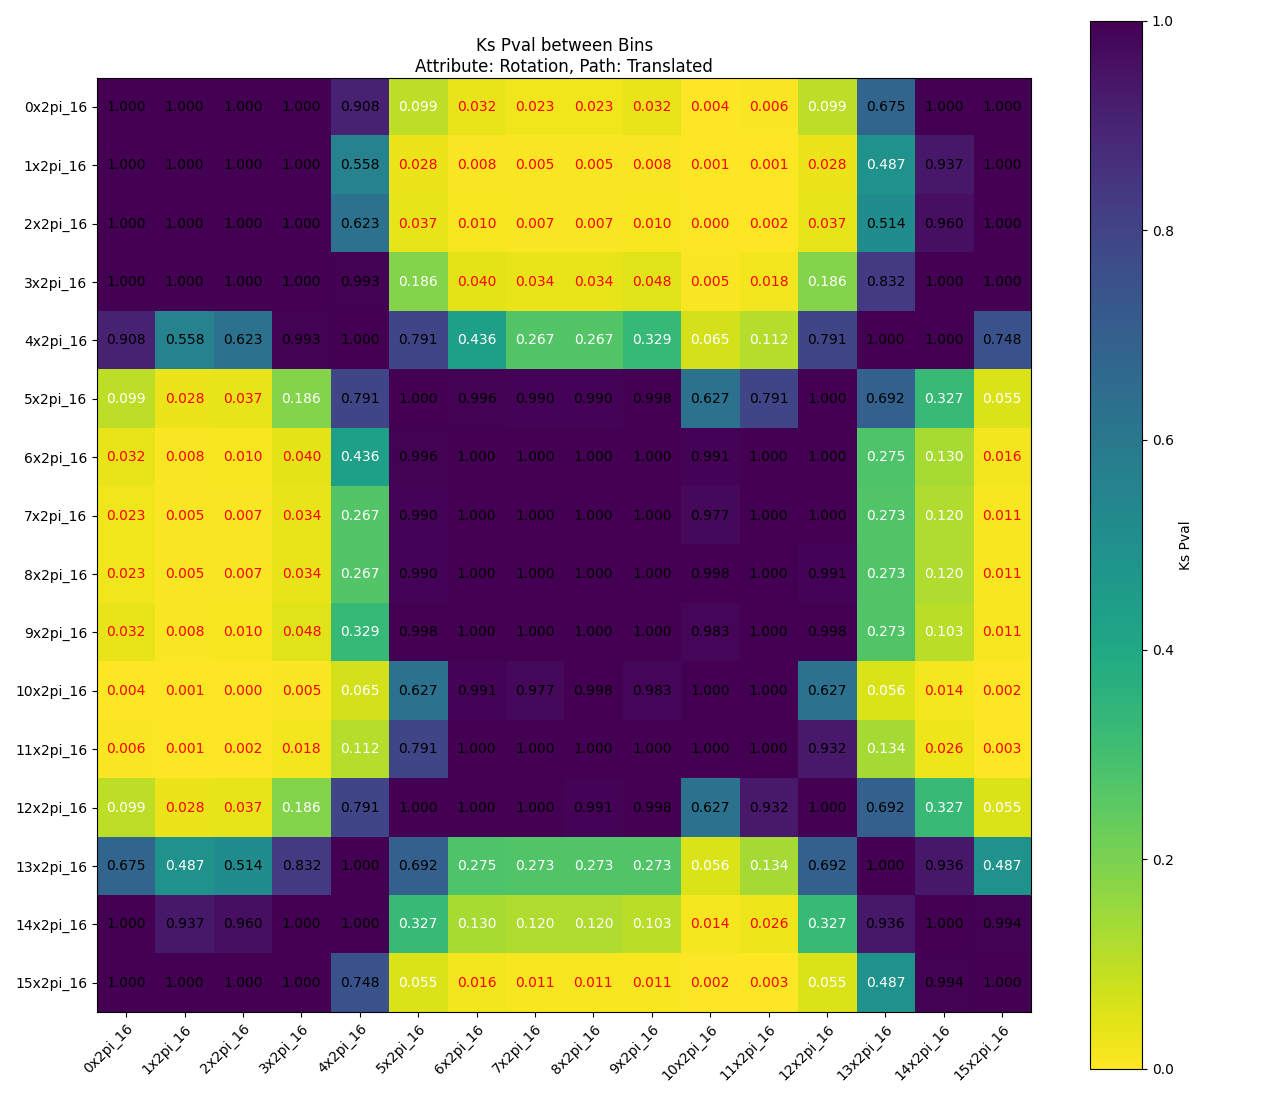 Ks Pval between Bins
Attribute: Rotation, Path: Translated
0x2pi_16 1.000 1.000 1.000 1.000 0.908 0.099 0.032 0.023 0.023 0.032 0.004 0.006 0.099 0.675 1.000 1.000
1x2pi_16 1.000 1.000 1.000 1.000 0.558 0.028 0.008 0.005 0.005 0.008 0.001 0.001 0.028 0.487 0.937 1.000
2x2pi_16 1.000 1.000 1.000 1.000 0.623 0.037 0.010 0.007 0.007 0.010 0.000 0.002 0.037 0.514 0.960 1.000
3x2pi_16 1.000 1.000 1.000 1.000 0.993 0.186 0.040 0.034 0.034 0.048 0.005 0.018 0.186 0.832 1.000 1.000
4x2pi_16 0.908 0.558 0.623 0.993 1.000 0.791 0.436 0.267 0.267 0.329 0.065 0.112 0.791 1.000 1.000 0.748
5x2pi_16 0.099 0.028 0.037 0.186 0.791 1.000 0.996 0.990 0.990 0.998 0.627 0.791 1.000 0.692 0.327 0.055
6x2pi_16 0.032 0.008 0.010 0.040 0.436 0.996 1.000 1.000 1.000 1.000 0.991 1.000 1.000 0.275 0.130 0.016
7x2pi_16 0.023 0.005 0.007 0.034 0.267 0.990 1.000 1.000 1.000 1.000 0.977 1.000 1.000 0.273 0.120 0.011
8x2pi_16 0.023 0.005 0.007 0.034 0.267 0.990 1.000 1.000 1.000 1.000 0.998 1.000 0.991 0.273 0.120 0.011
9x2pi_16 0.032 0.008 0.010 0.048 0.329 0.998 1.000 1.000 1.000 1.000 0.983 1.000 0.998 0.273 0.103 0.011
10x2pi_16 0.004 0.001 0.000 0.005 0.065 0.627 0.991 0.977 0.998 0.983 1.000 1.000 0.627 0.056 0.014 0.002
11x2pi_16 0.006 0.001 0.002 0.018 0.112 0.791 1.000 1.000 1.000 1.000 1.000 1.000 0.932 0.134 0.026 0.003
12x2pi_16 0.099 0.028 0.037 0.186 0.791 1.000 1.000 1.000 0.991 0.998 0.627 0.932 1.000 0.692 0.327 0.055
13x2pi_16 0.675 0.487 0.514 0.832 1.000 0.692 0.275 0.273 0.273 0.273 0.056 0.134 0.692 1.000 0.936 0.487
14x2pi_16 1.000 0.937 0.960 1.000 1.000 0.327 0.130 0.120 0.120 0.103 0.014 0.026 0.327 0.936 1.000 0.994
15x2pi_16 1.000 1.000 1.000 1.000 0.748 0.055 0.016 0.011 0.011 0.011 0.002 0.003 0.055 0.487 0.994 1.000
0x2pi_16 1x2pi_16 2x2pi_16 3x2pi_16 4x2pi_16 5x2pi_16 6x2pi_16 7x2pi_16 8x2pi_16 9x2pi_16 10x2pi_16 11x2pi_16 12x2pi_16 13x2pi_16 14x2pi_16 15x2pi_16
1.0
0.8
0.6
0.4
0.2
0.0
Ks Pval